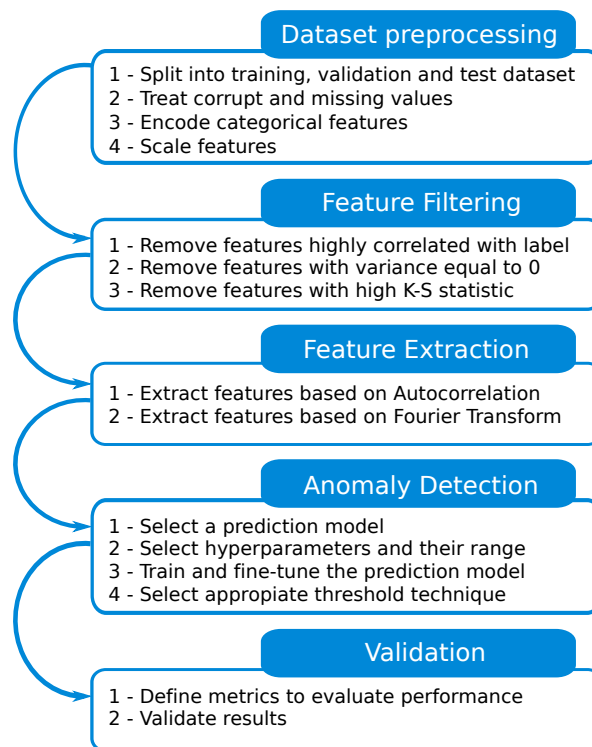 Dataset preprocessing
1 - Split into training, validation and test dataset
2 - Treat corrupt and missing values
3 - Encode categorical features
4 - Scale features
Feature Filtering
1 - Remove features highly correlated with label
2 - Remove features with variance equal to 0
3 - Remove features with high K-S statistic
Feature Extraction
1 - Extract features based on Autocorrelation
2 - Extract features based on Fourier Transform
Anomaly Detection
1 - Select a prediction model
2 - Select hyperparameters and their range
3 - Train and fine-tune the prediction model
4 - Select appropiate threshold technique
Validation
1 - Define metrics to evaluate performance
2 - Validate results